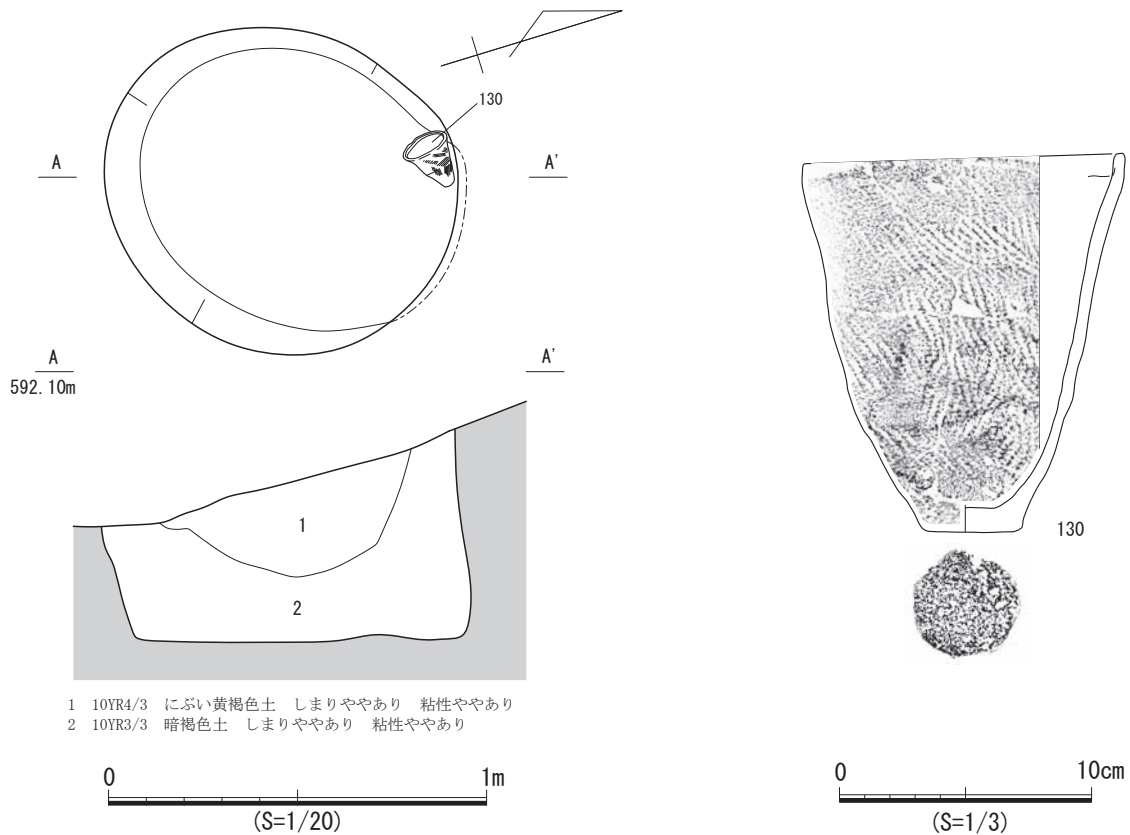 130
A A'
A A'
592.10m
1
2
130
1 10YR4/3 にぶい黄褐色土 しまりややあり 粘性ややあり
2 10YR3/3 暗褐色土 しまりややあり 粘性ややあり
0 1m
(S=1/20)
0 10cm
(S=1/3)